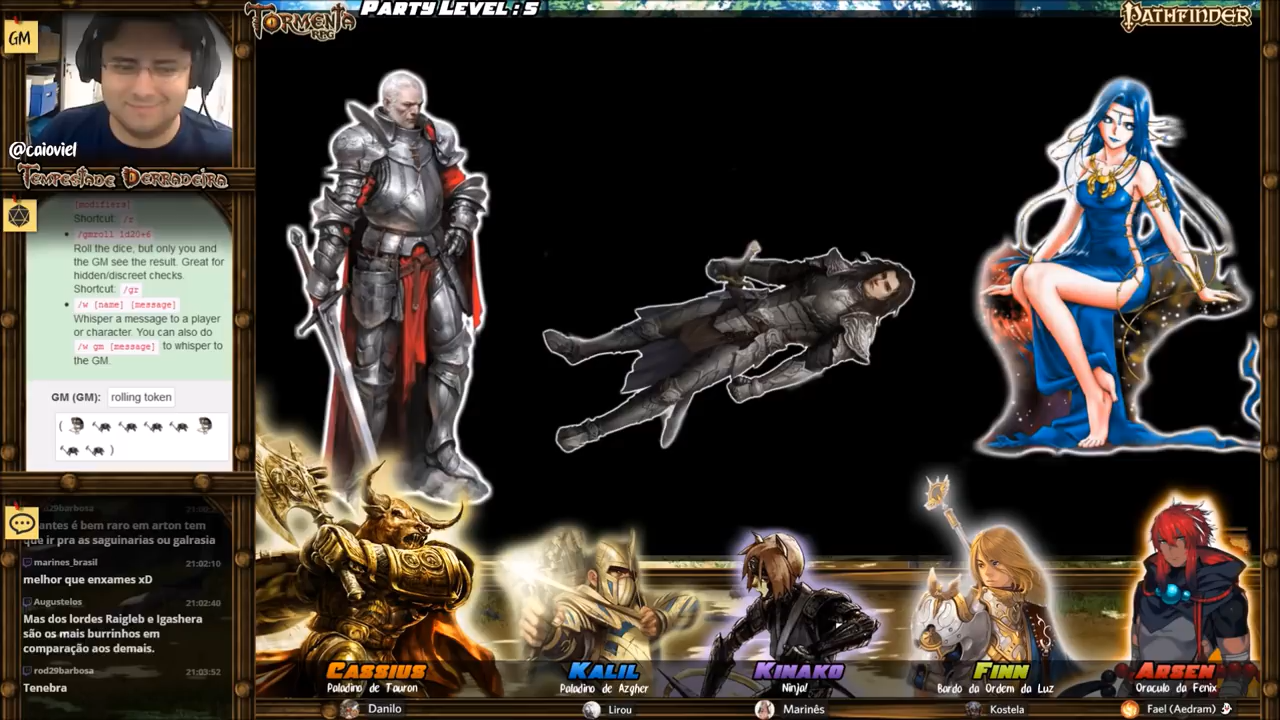 GM
@caioviel
Tempestade Derradeira
Tormenta
RPG
Party Level: 5
Pathfinder
[modifiers]
Shortcut: /r
/gmroll 1d20+6
Roll the dice, but only you and
the GM see the result. Great for
hidden/discreet checks.
Shortcut: /gr
/w [name] [message]
Whisper a message to a player
or character. You can also do
/w gm [message] to whisper to
the GM.
GM (GM): rolling token
( )
rod29barbosa
antes é bem raro em arton tem
que ir pra as saguinarias ou galrasia
marines_brasil 21:02:10
melhor que enxames xD
Augustelos 21:02:40
Mas dos lordes Raigleb e Igashera
são os mais burrinhos em
comparação aos demais.
rod29barbosa 21:03:52
Tenebra
Cassius
Paladino de Tauron
Danilo
Kalil
Paladino de Azgher
Lirou
Kinako
Ninja!
Marinês
Finn
Bardo da Ordem da Luz
Kostela
Arsen
Oraculo da Fenix
Fael (Aedram)